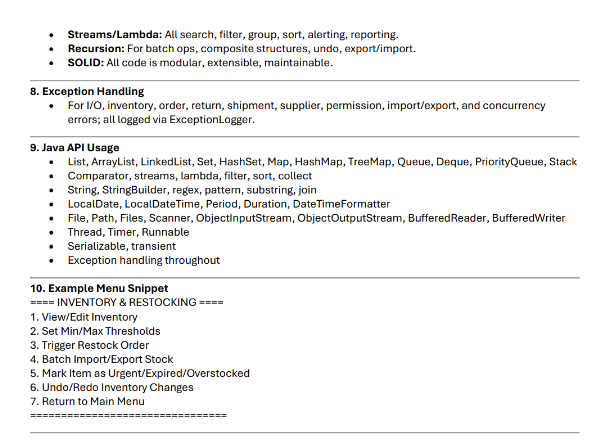 • Streams/Lambda: All search, filter, group, sort, alerting, reporting.
• Recursion: For batch ops, composite structures, undo, export/import.
• SOLID: All code is modular, extensible, maintainable.
8. Exception Handling
• For I/O, inventory, order, return, shipment, supplier, permission, import/export, and concurrency
errors; all logged via ExceptionLogger.
9. Java API Usage
• List, ArrayList, LinkedList, Set, HashSet, Map, HashMap, TreeMap, Queue, Deque, PriorityQueue, Stack
• Comparator, streams, lambda, filter, sort, collect
• String, StringBuilder, regex, pattern, substring, join
• LocalDate, LocalDateTime, Period, Duration, DateTimeFormatter
• File, Path, Files, Scanner, ObjectInputStream, ObjectOutputStream, BufferedReader, BufferedWriter
• Thread, Timer, Runnable
• Serializable, transient
• Exception handling throughout
10. Example Menu Snippet
==== INVENTORY & RESTOCKING ====
1. View/Edit Inventory
2. Set Min/Max Thresholds
3. Trigger Restock Order
4. Batch Import/Export Stock
5. Mark Item as Urgent/Expired/Overstocked
6. Undo/Redo Inventory Changes
7. Return to Main Menu
================================